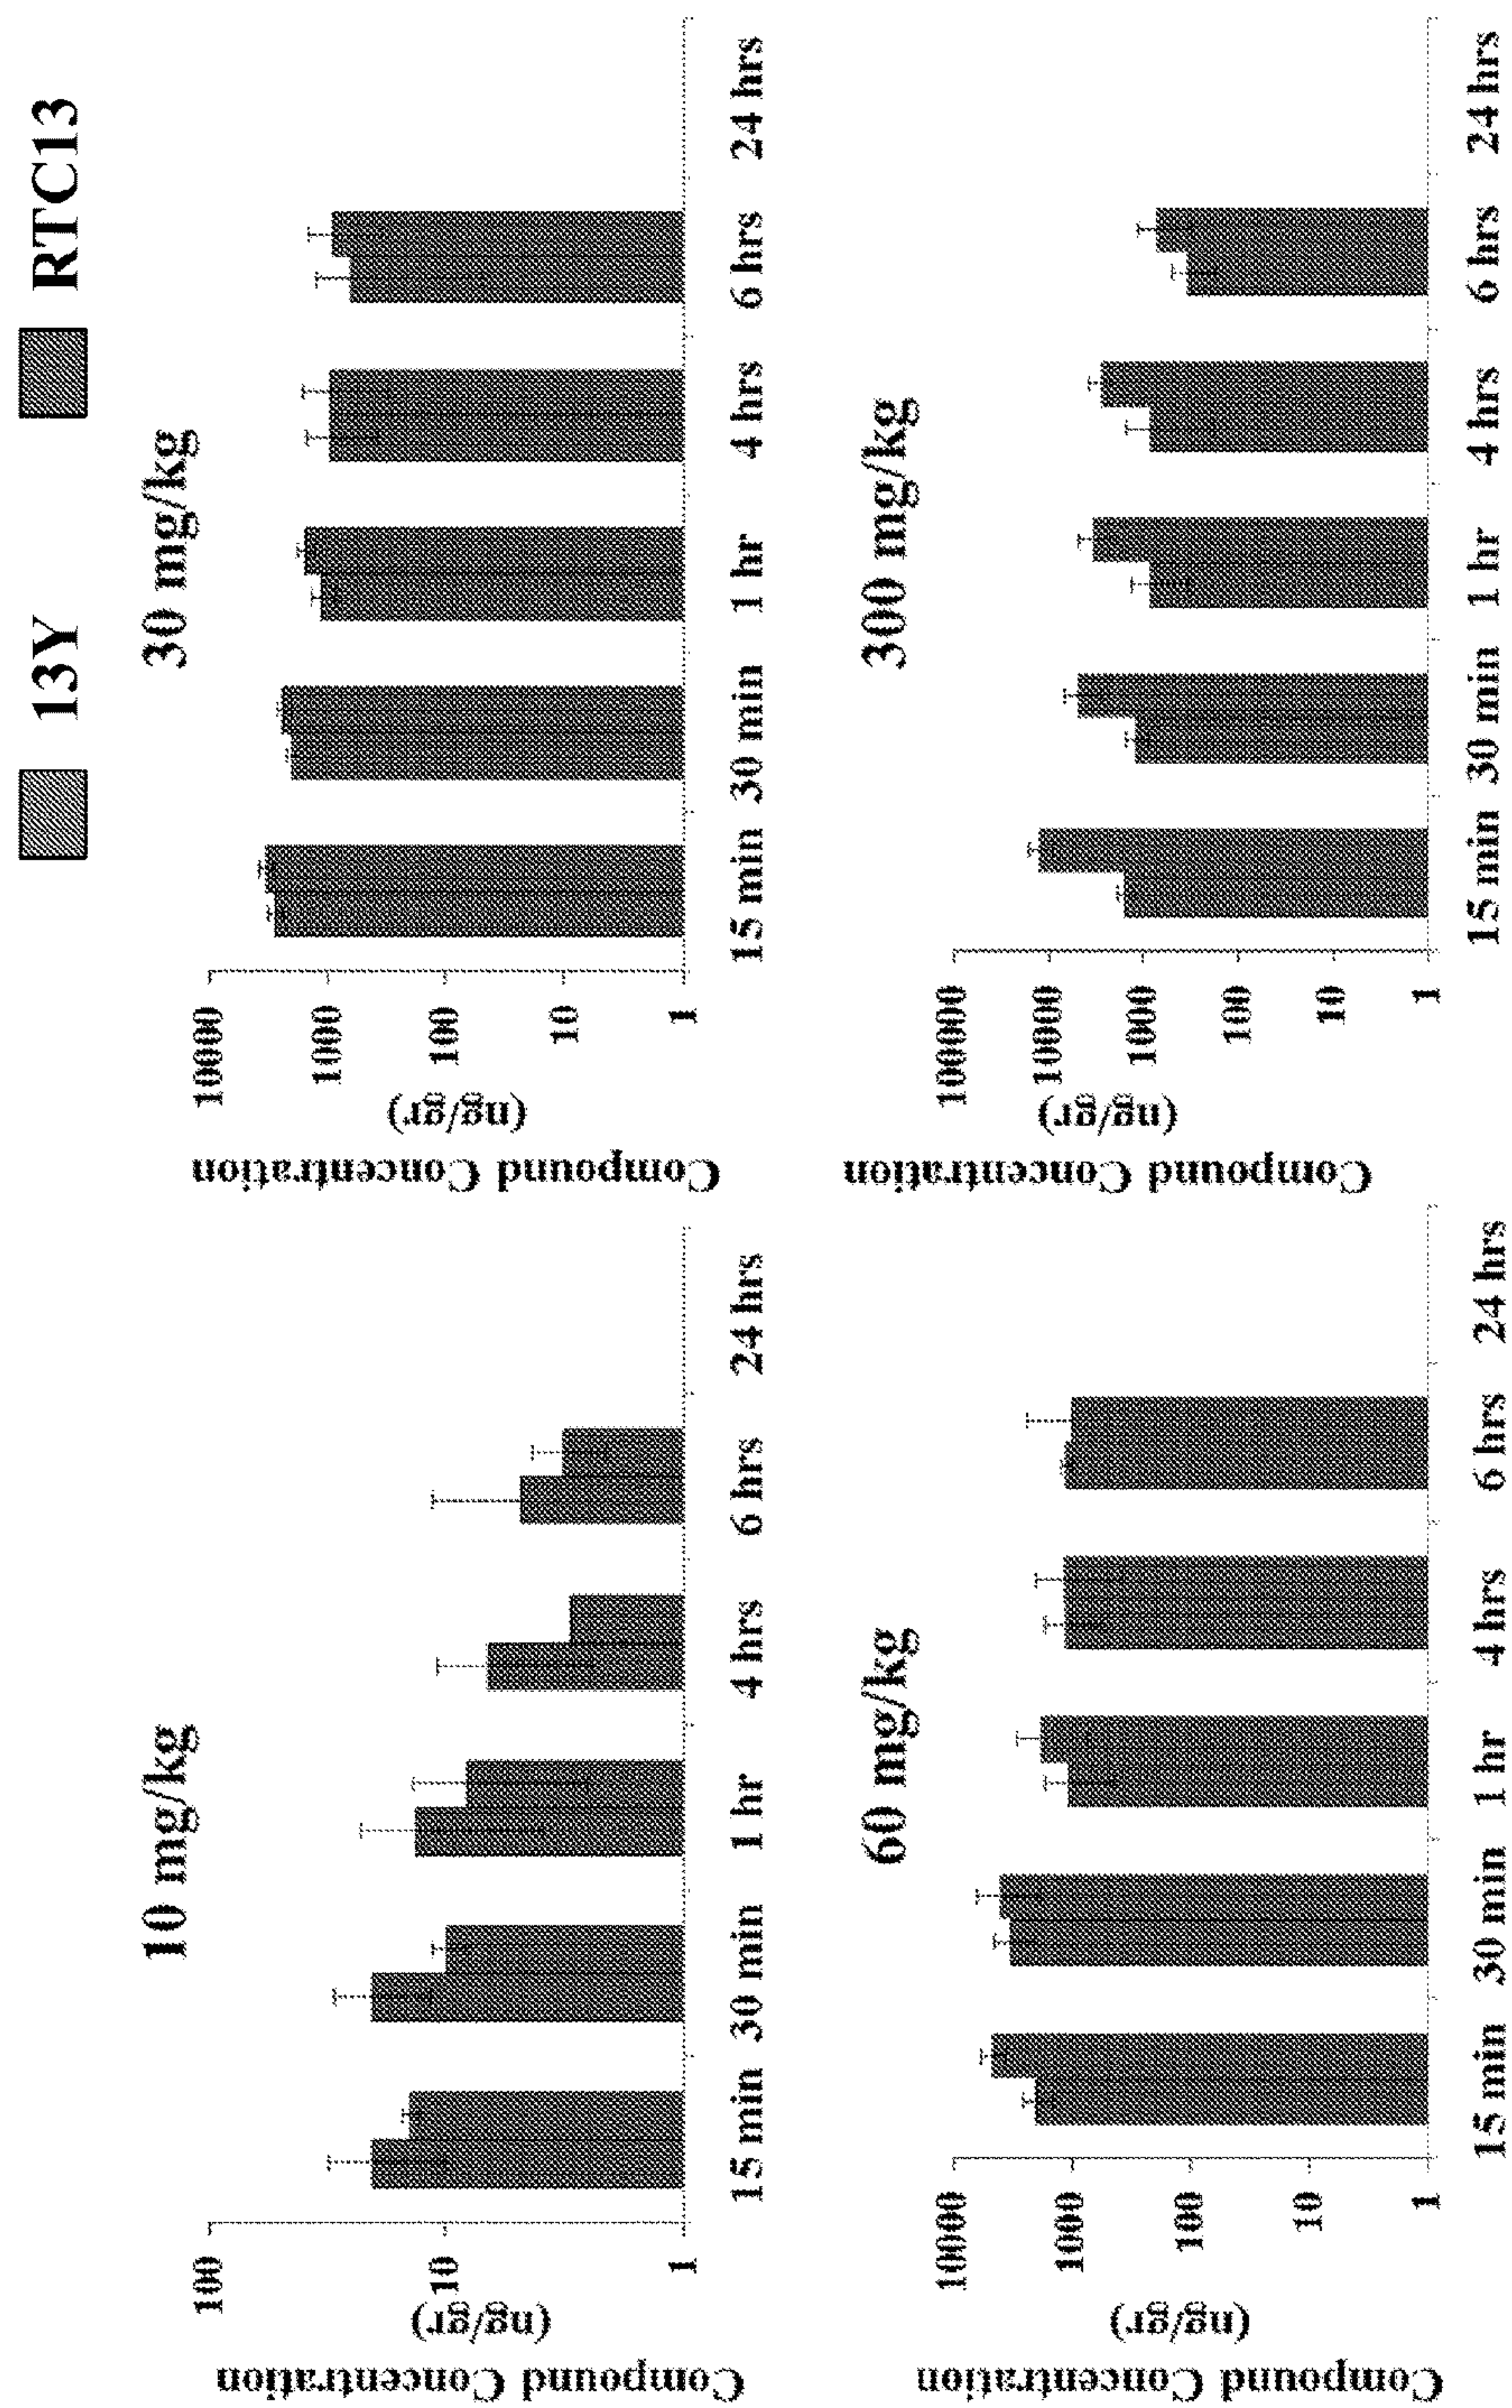 13Y
RTC13
10 mg/kg
Compound Concentration
(ng/gr)
100
10
1
15 min
30 min
1 hr
4 hrs
6 hrs
24 hrs
30 mg/kg
Compound Concentration
(ng/gr)
10000
1000
100
10
1
15 min
30 min
1 hr
4 hrs
6 hrs
24 hrs
60 mg/kg
Compound Concentration
(ng/gr)
10000
1000
100
10
1
15 min
30 min
1 hr
4 hrs
6 hrs
24 hrs
300 mg/kg
Compound Concentration
(ng/gr)
100000
10000
1000
100
10
1
15 min
30 min
1 hr
4 hrs
6 hrs
24 hrs